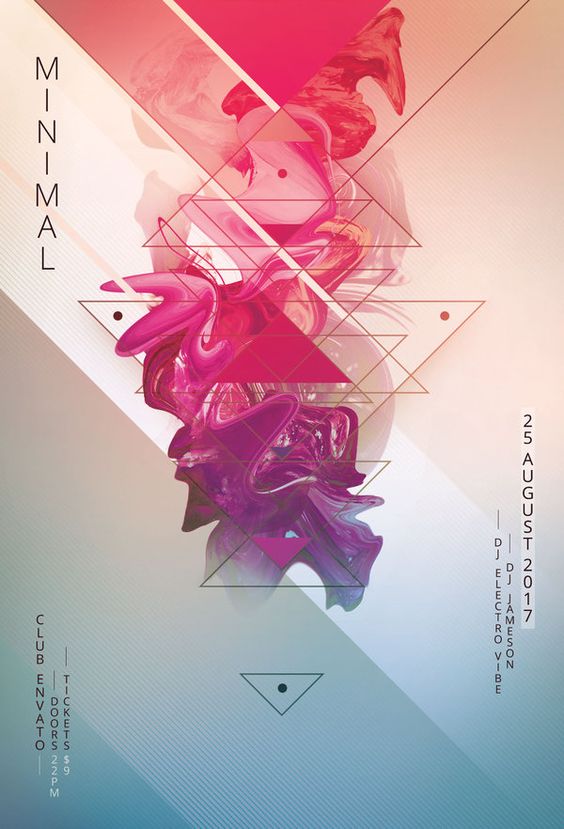 MINIMAL
25 AUGUST 2017
DJ JAMESON
DJ ELECTRO VIBE
CLUB ENVATO
DOORS 22PM
TICKETS $9